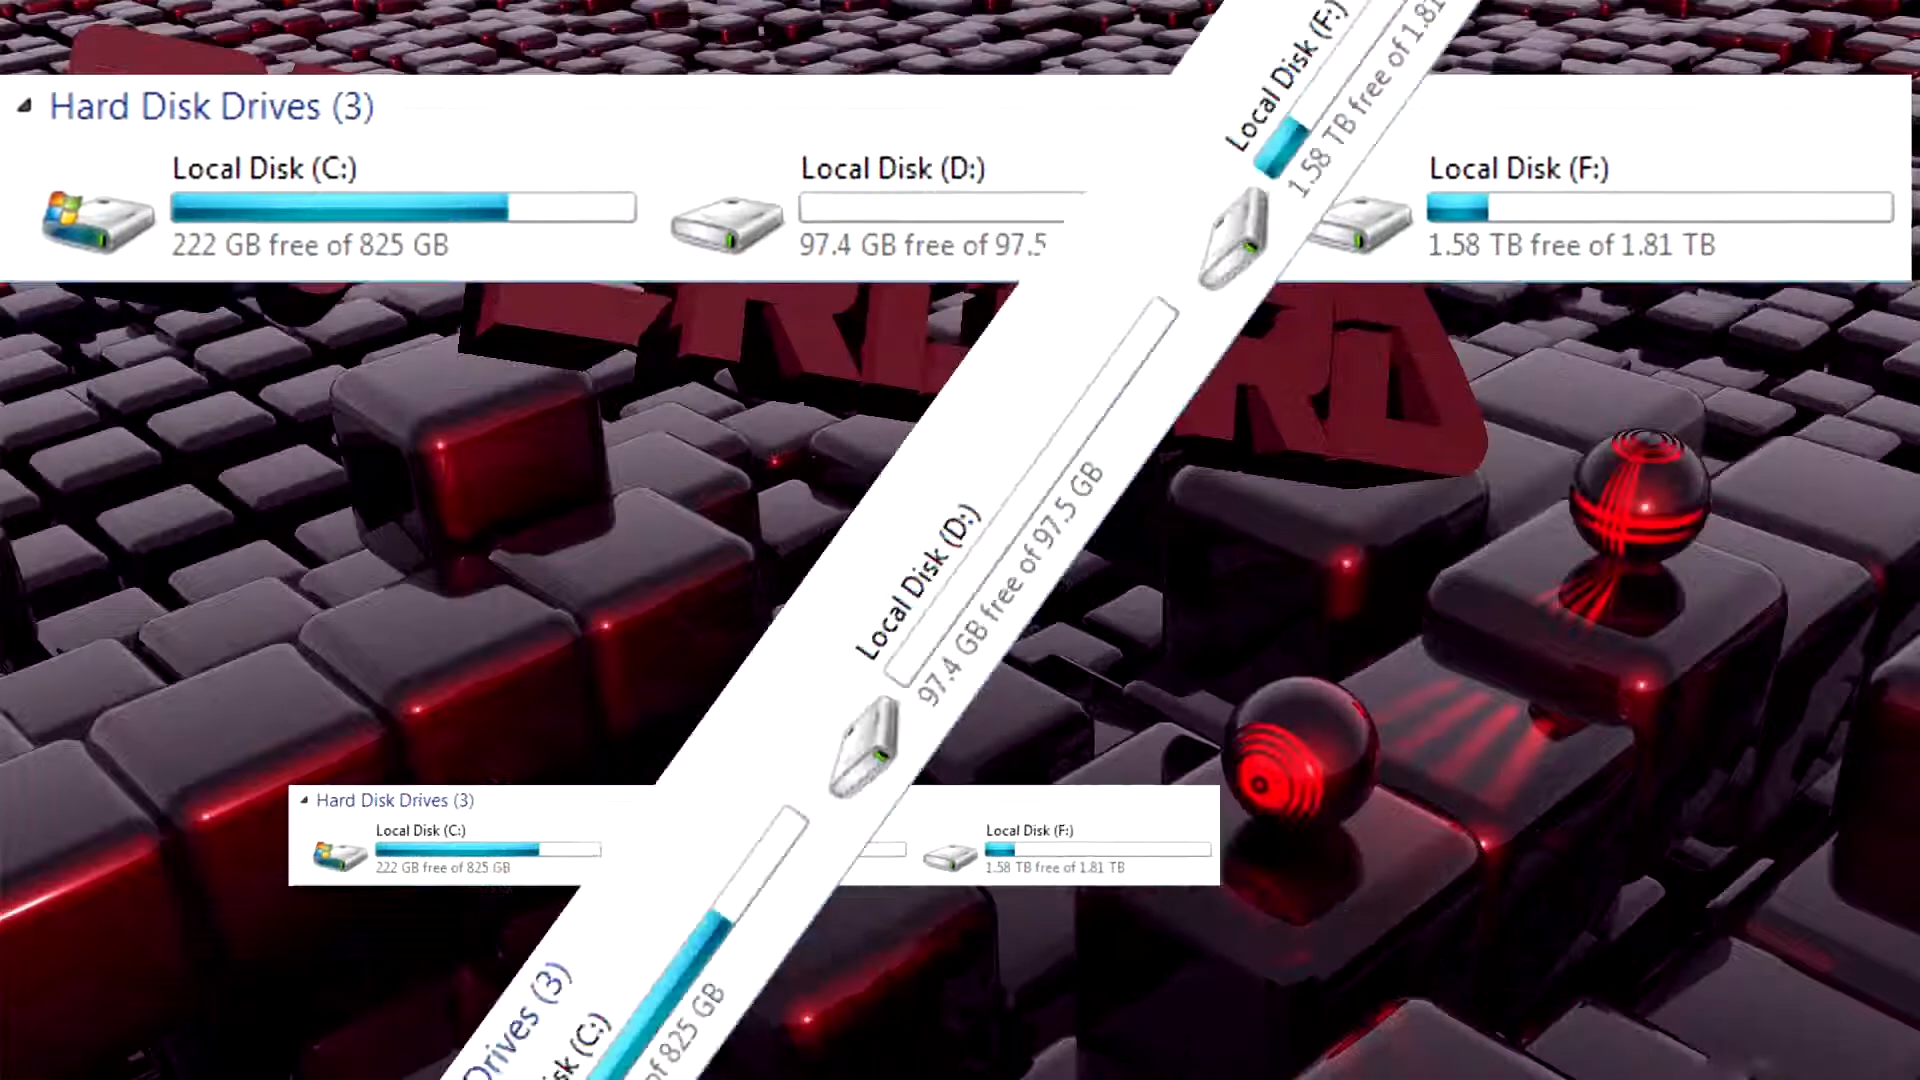 Hard Disk Drives (3)
Local Disk (C:)
222 GB free of 825 GB
Local Disk (D:)
97.4 GB free of 97.5
Local Disk (F:)
1.58 TB free of 1.81 TB
Local Disk (F:)
1.58 TB free of 1.81
Local Disk (D:)
97.4 GB free of 97.5 GB
Drives (3)
(C:)
of 825 GB
Hard Disk Drives (3)
Local Disk (C:)
222 GB free of 825 GB
Local Disk (F:)
1.58 TB free of 1.81 TB